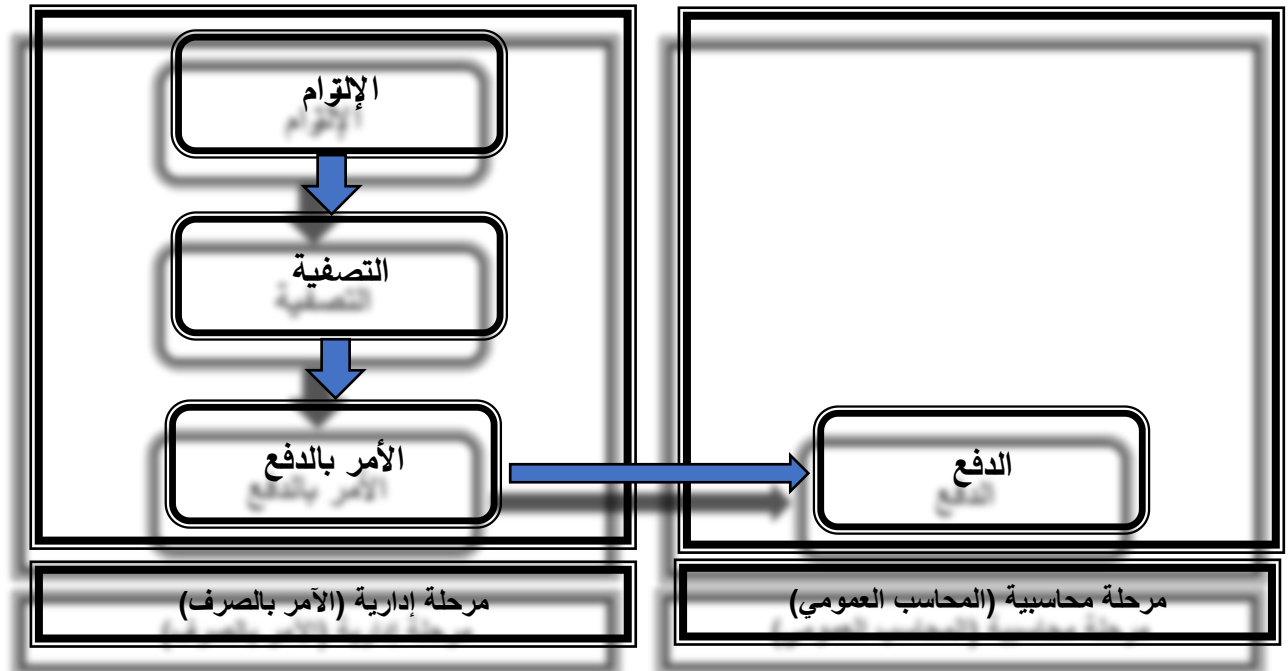 الإلتزام
التصفية
الأمر بالدفع
الدفع
مرحلة إدارية (الآمر بالصرف)
مرحلة محاسبية (المحاسب العمومي)